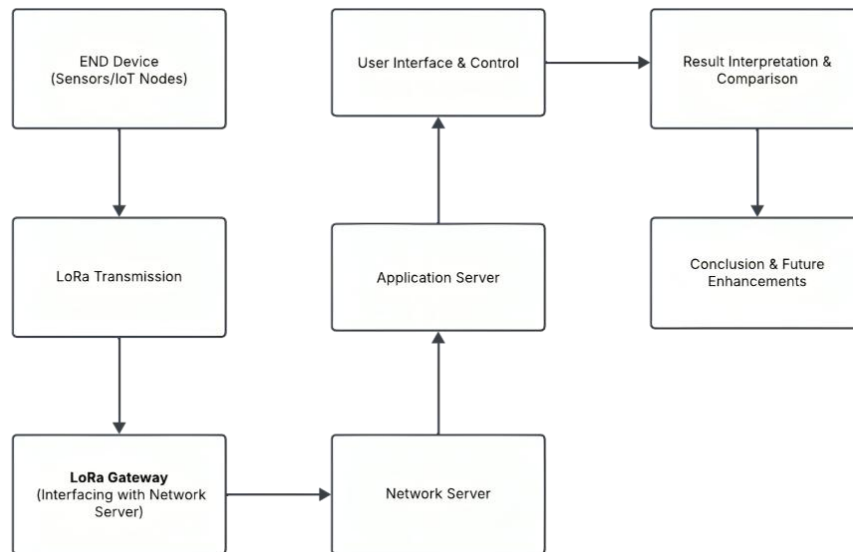 END Device
(Sensors/IoT Nodes)
LoRa Transmission
LoRa Gateway
(Interfacing with Network
Server)
Network Server
Application Server
User Interface & Control
Result Interpretation &
Comparison
Conclusion & Future
Enhancements